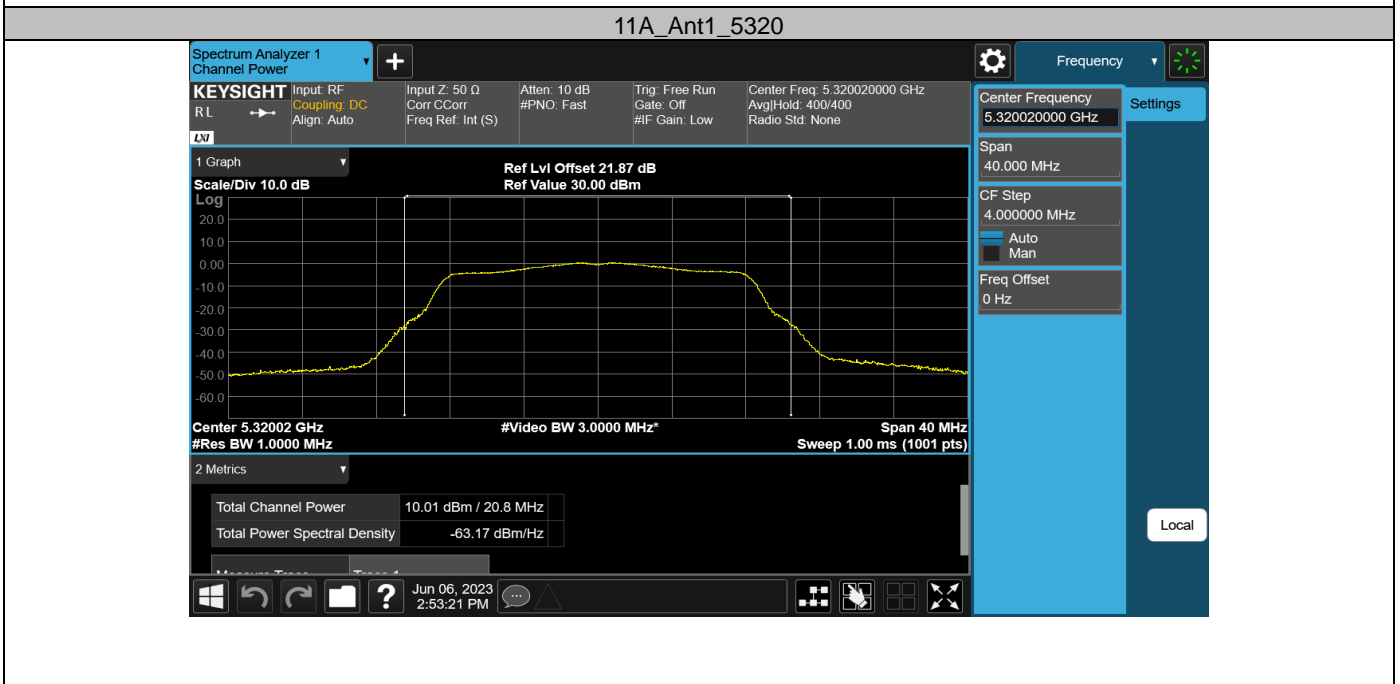 11A_Ant1_5320
Spectrum Analyzer 1
Channel Power
Frequency
KEYSIGHT
RL
LXI
Input: RF
Coupling: DC
Align: Auto
Input Z: 50 Ω
Corr CCorr
Freq Ref: Int (S)
Atten: 10 dB
#PNO: Fast
Trig: Free Run
Gate: Off
#IF Gain: Low
Center Freq: 5.320020000 GHz
Avg|Hold: 400/400
Radio Std: None
Center Frequency
5.320020000 GHz
Settings
Span
40.000 MHz
CF Step
4.000000 MHz
Auto
Man
Freq Offset
0 Hz
Local
1 Graph
Scale/Div 10.0 dB
Ref Lvl Offset 21.87 dB
Ref Value 30.00 dBm
Log
20.0
10.0
0.00
-10.0
-20.0
-30.0
-40.0
-50.0
-60.0
Center 5.32002 GHz
#Video BW 3.0000 MHz*
Span 40 MHz
#Res BW 1.0000 MHz
Sweep 1.00 ms (1001 pts)
2 Metrics
Total Channel Power 10.01 dBm / 20.8 MHz
Total Power Spectral Density -63.17 dBm/Hz
Measure Trace Trace 1
?
Jun 06, 2023
2:53:21 PM